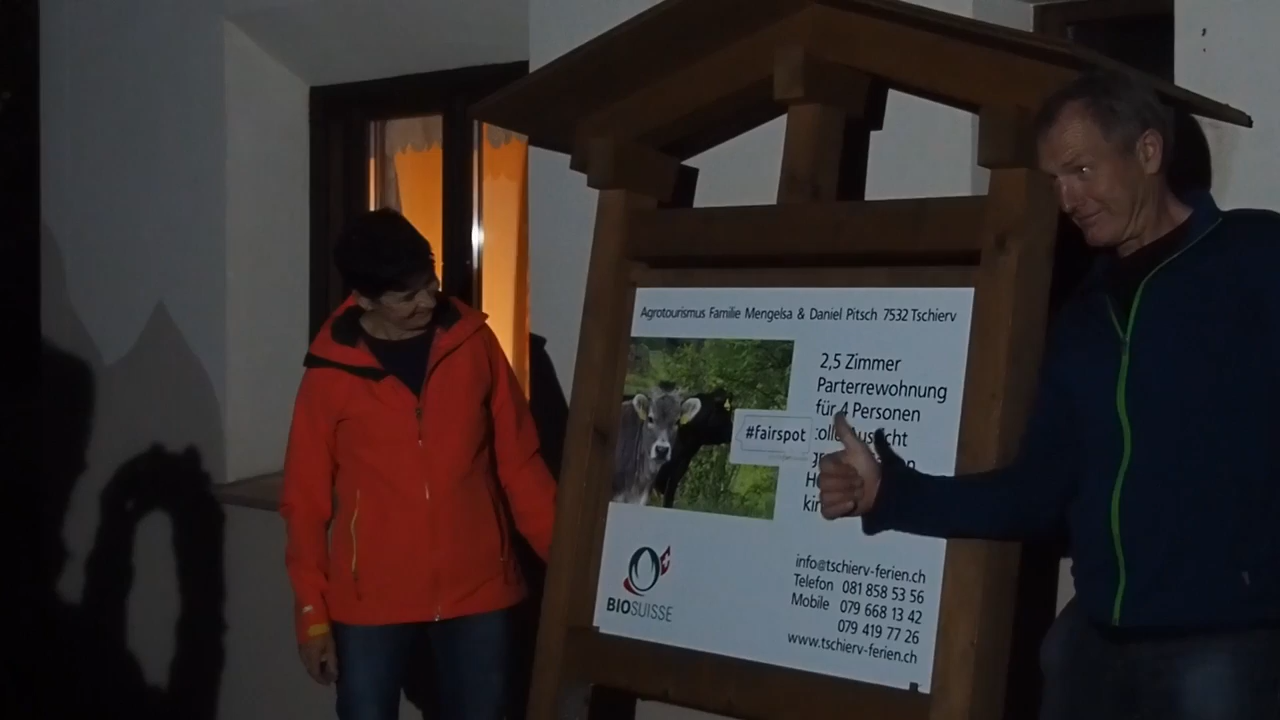 Agrotourismus Familie Mengelsa & Daniel Pitsch 7532 Tschierv
2,5 Zimmer
Parterrewohnung
für 4 Personen
#fairspot
BIOSUISSE
info@tschierv-ferien.ch
Telefon 081 858 53 56
Mobile 079 668 13 42
079 419 77 26
www.tschierv-ferien.ch